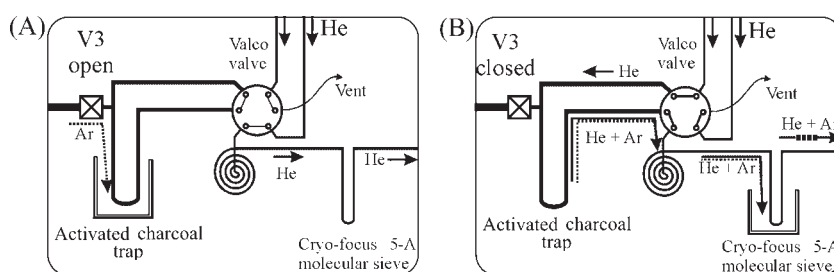 (A)
V3
open
Valco
valve
He
Vent
Ar
He
He
Activated charcoal
trap
Cryo-focus 5-A
molecular sieve
(B)
V3
closed
He
Valco
valve
He
Vent
He + Ar
He + Ar
He + Ar
Activated charcoal
trap
Cryo-focus 5-A
molecular sieve